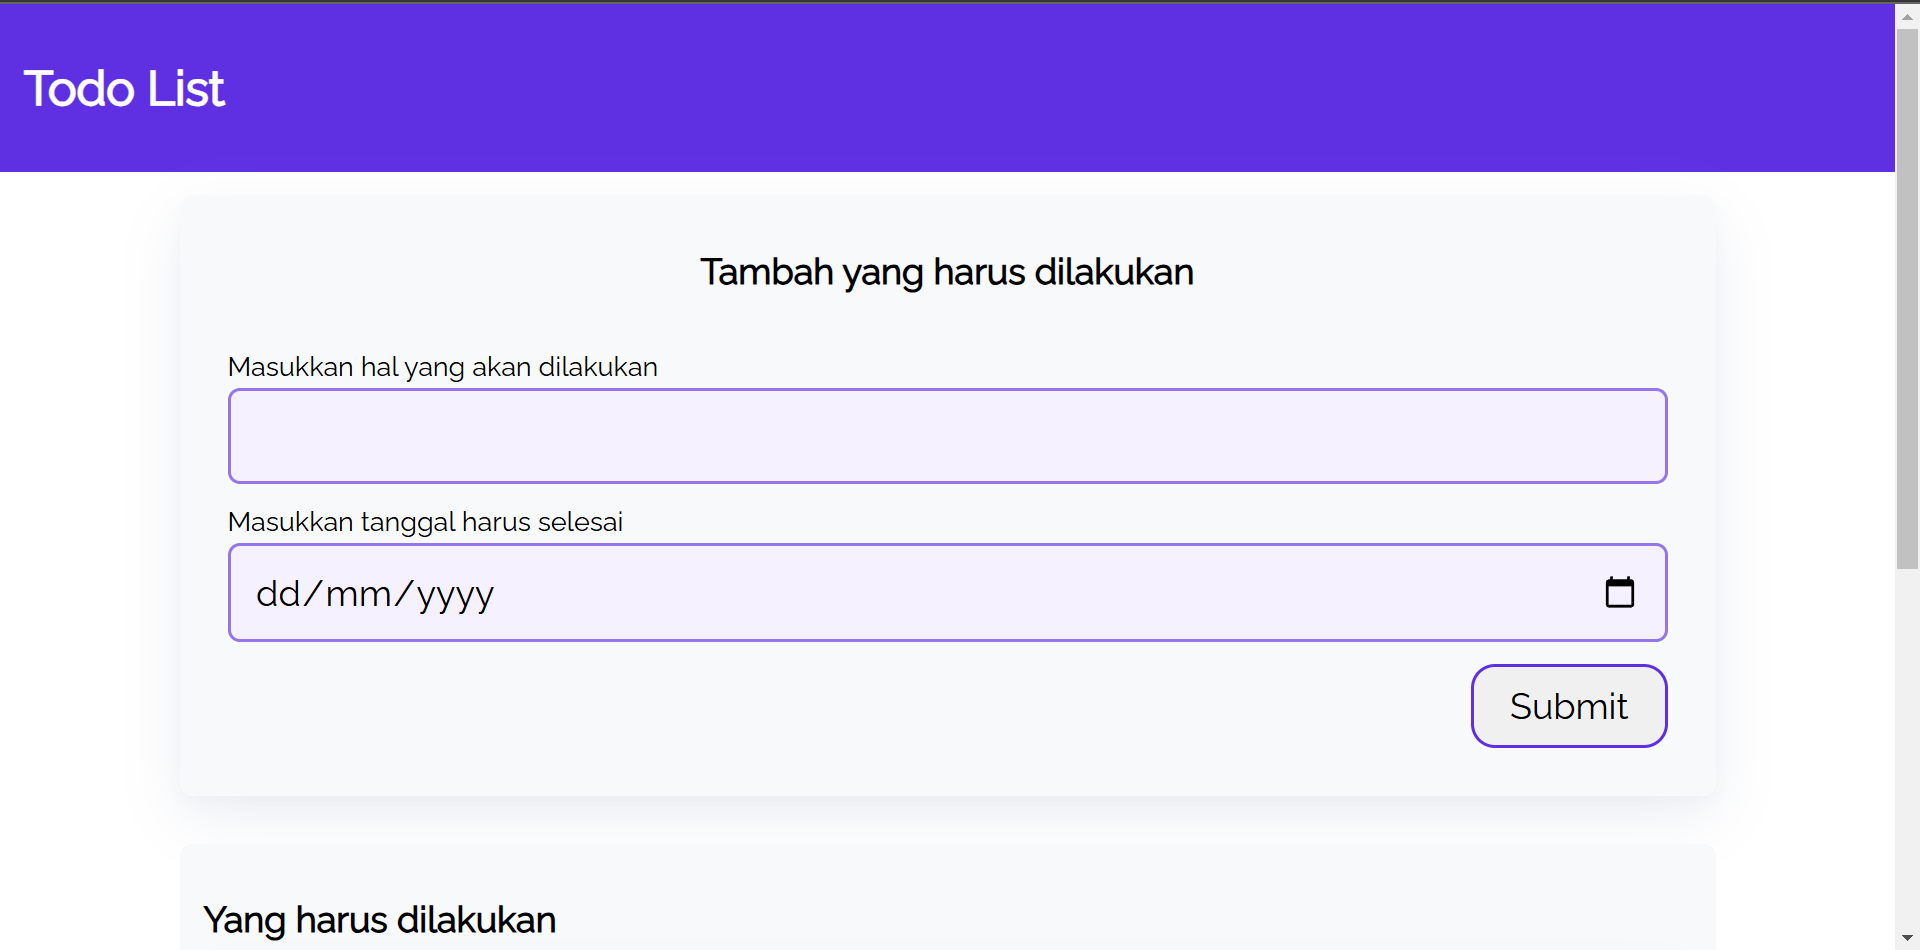 Todo List
Tambah yang harus dilakukan
Masukkan hal yang akan dilakukan
Masukkan tanggal harus selesai
dd/mm/yyyy
Submit
Yang harus dilakukan